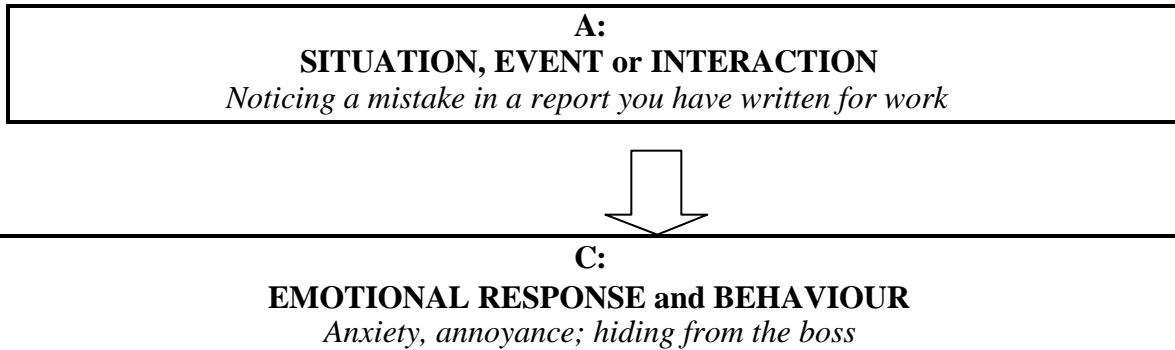 A:
SITUATION, EVENT or INTERACTION
Noticing a mistake in a report you have written for work
C:
EMOTIONAL RESPONSE and BEHAVIOUR
Anxiety, annoyance; hiding from the boss